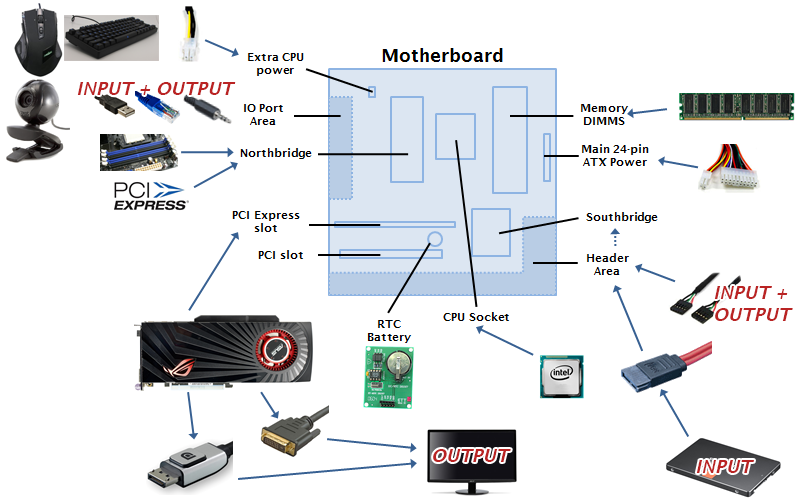 Motherboard
Extra CPU
power
INPUT + OUTPUT
IO Port
Area
Memory
DIMMS
Northbridge
Main 24-pin
ATX Power
PCI
EXPRESS®
PCI Express
slot
Southbridge
PCI slot
Header
Area
INPUT +
OUTPUT
RTC
Battery
CPU Socket
ASUS
intel
OUTPUT
INPUT